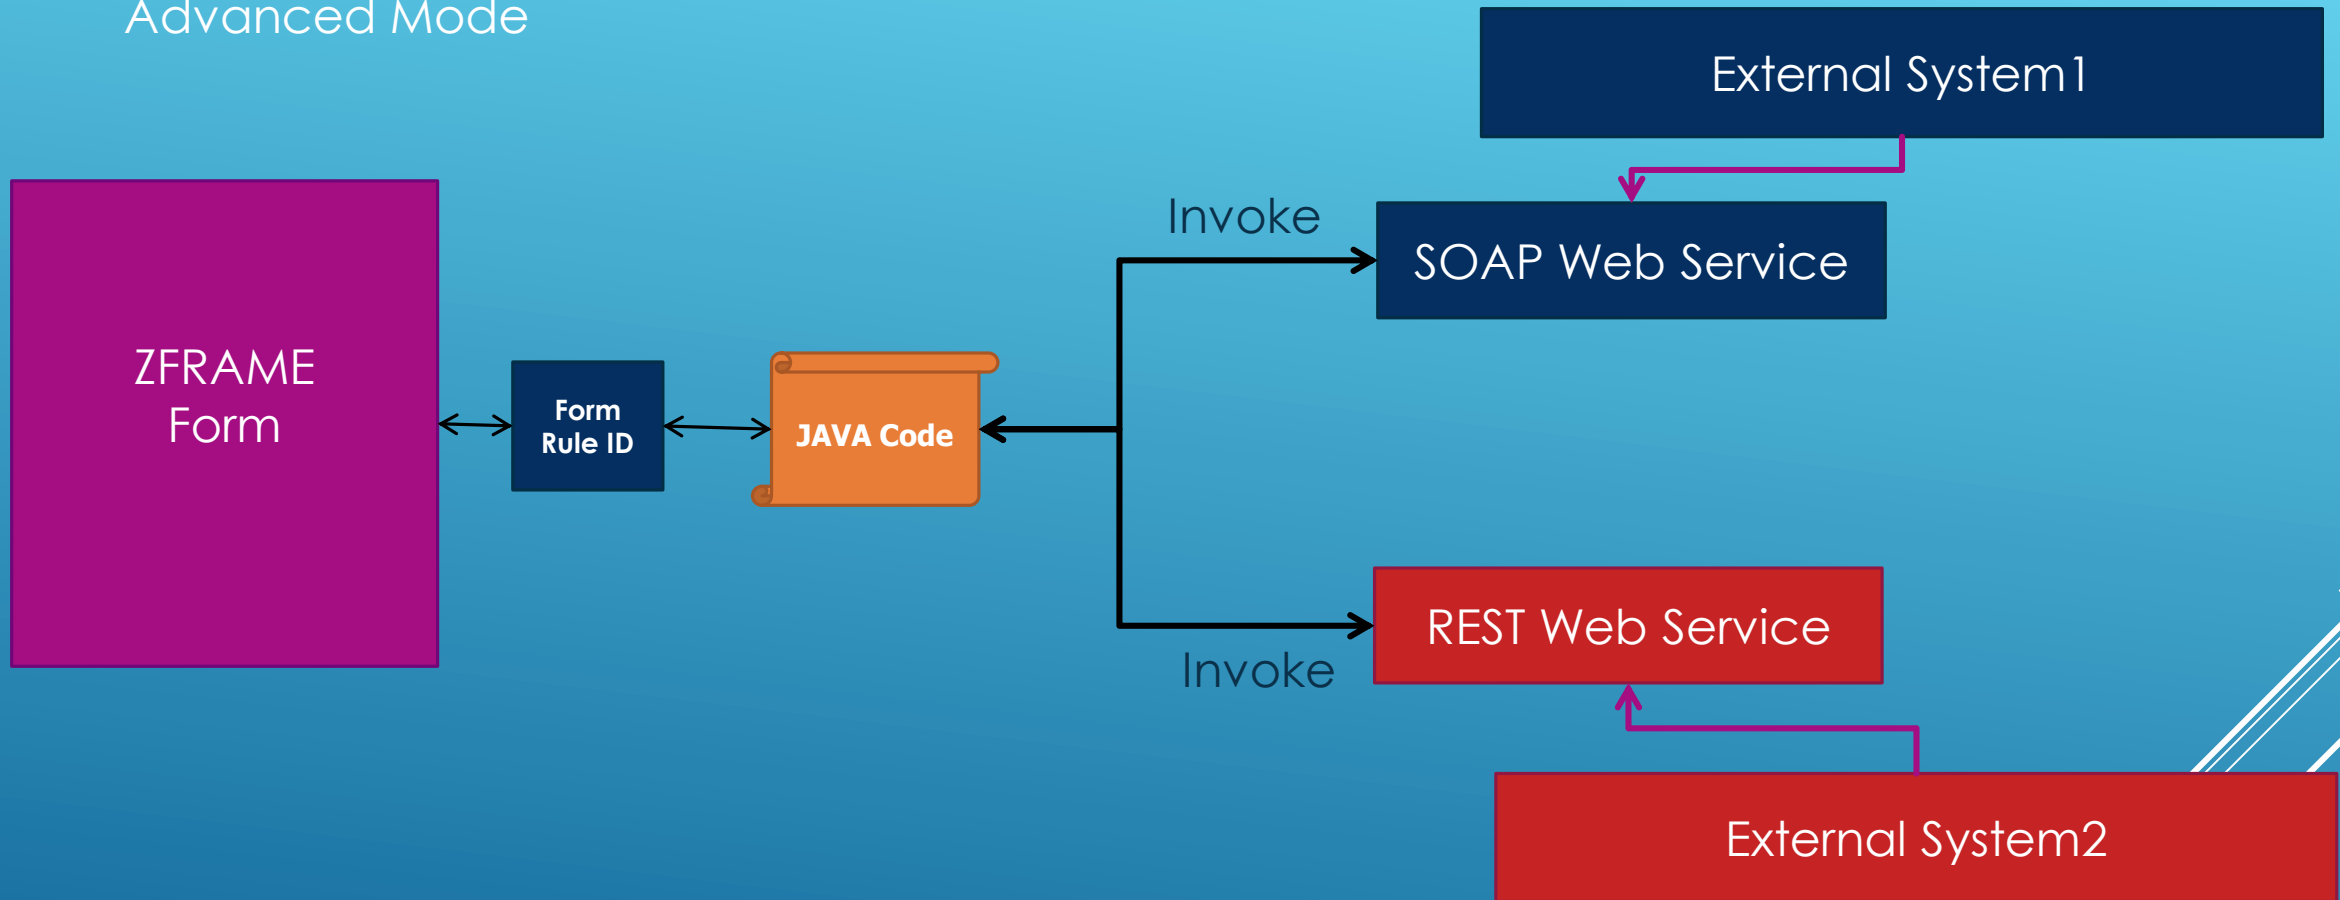 Advanced Mode
External System1
Invoke
SOAP Web Service
ZFRAME
Form
Form
Rule ID
JAVA Code
REST Web Service
Invoke
External System2